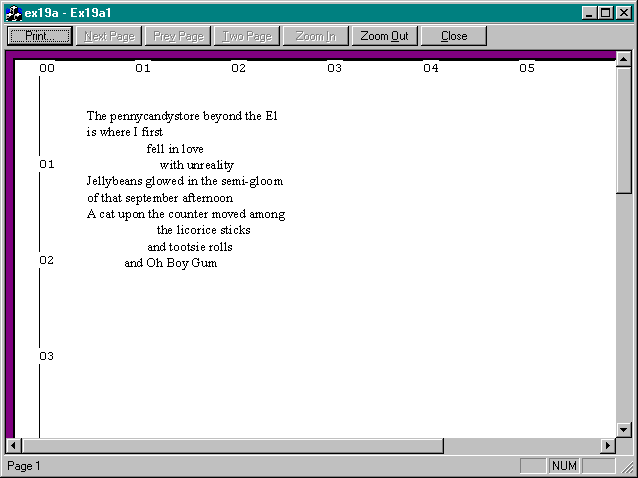 ex19a - Ex19a1
Print... Next Page Prev Page Two Page Zoom In Zoom Out Close
00 01 02 03 04 05
The pennycandystore beyond the El
is where I first
fell in love
01
with unreality
Jellybeans glowed in the semi-gloom
of that september afternoon
A cat upon the counter moved among
the licorice sticks
and tootsie rolls
02
and Oh Boy Gum
03
Page 1 NUM